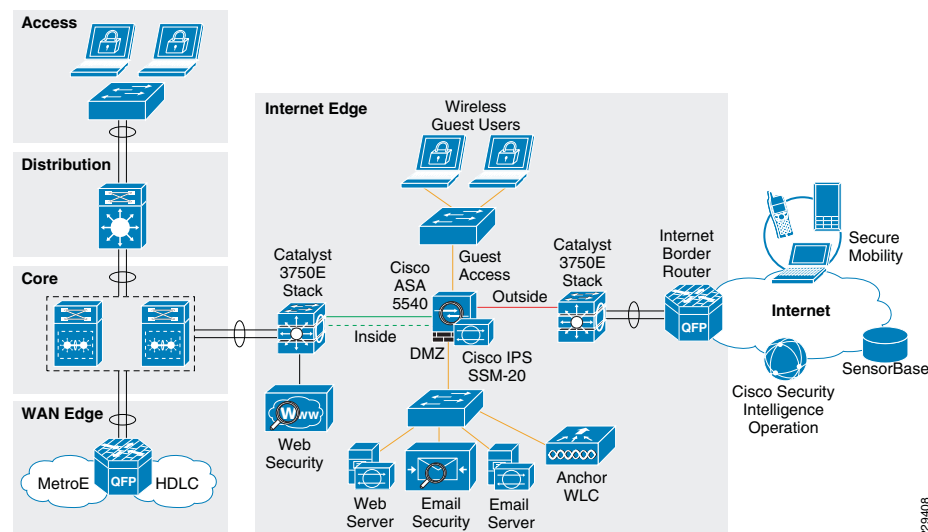 Access
Distribution
Core
WAN Edge
MetroE
QFP
HDLC
Internet Edge
Wireless
Guest Users
Guest
Access
Catalyst
3750E
Stack
Cisco
ASA
5540
Inside
Outside
DMZ
Cisco IPS
SSM-20
Catalyst
3750E
Stack
Internet
Border
Router
QFP
Www
Web
Security
Web
Server
Email
Security
Email
Server
Anchor
WLC
Secure
Mobility
Internet
SensorBase
Cisco Security
Intelligence
Operation
29408